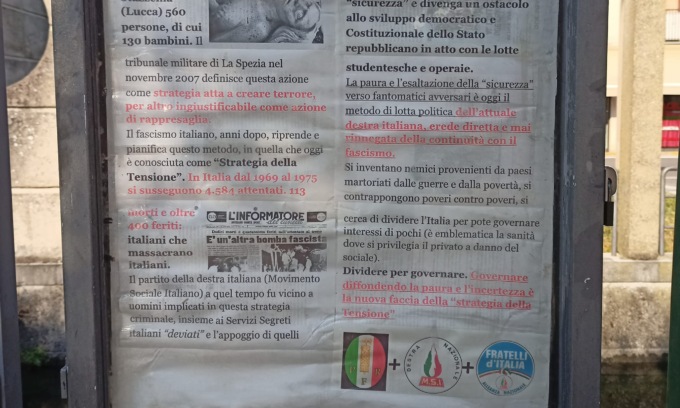 (Lucca) 560
persone, di cui
130 bambini. Il
tribunale militare di La Spezia nel
novembre 2007 definisce questa azione
come strategia atta a creare terrore,
per altro ingiustificabile come azione
di rappresaglia.
Il fascismo italiano, anni dopo, riprende e
pianifica questo metodo, in quella che oggi
è conosciuta come "Strategia della
Tensione". In Italia dal 1969 al 1975
si susseguono 4.584 attentati. 113
morti e oltre
400 feriti:
italiani che
massacrano
italiani.
L'INFORMATORE
E' un'altra bomba fascista
Il partito della destra italiana (Movimento
Sociale Italiano) a quel tempo fu vicino a
uomini implicati in questa strategia
criminale, insieme ai Servizi Segreti
italiani "deviati" e l'appoggio di quelli
"sicurezza" e divenga un ostacolo
allo sviluppo democratico e
Costituzionale dello Stato
repubblicano in atto con le lotte
studentesche e operaie.
La paura e l'esaltazione della "sicurezza"
verso fantomatici avversari è oggi il
metodo di lotta politica dell'attuale
destra italiana, erede diretta e mai
rinnegata della continuità con il
fascismo.
Si inventano nemici provenienti da paesi
martoriati dalle guerre e dalla povertà, si
contrappongono poveri contro poveri, si
cerca di dividere l'Italia per pote governare
interessi di pochi (è emblematica la sanità
dove si privilegia il privato a danno del
sociale).
Dividere per governare. Governare
diffondendo la paura e l'incertezza è
la nuova faccia della "strategia della
Tensione"
P
+
DESTRA NAZIONALE
M.S.I.
+
FRATELLI
d'ITALIA